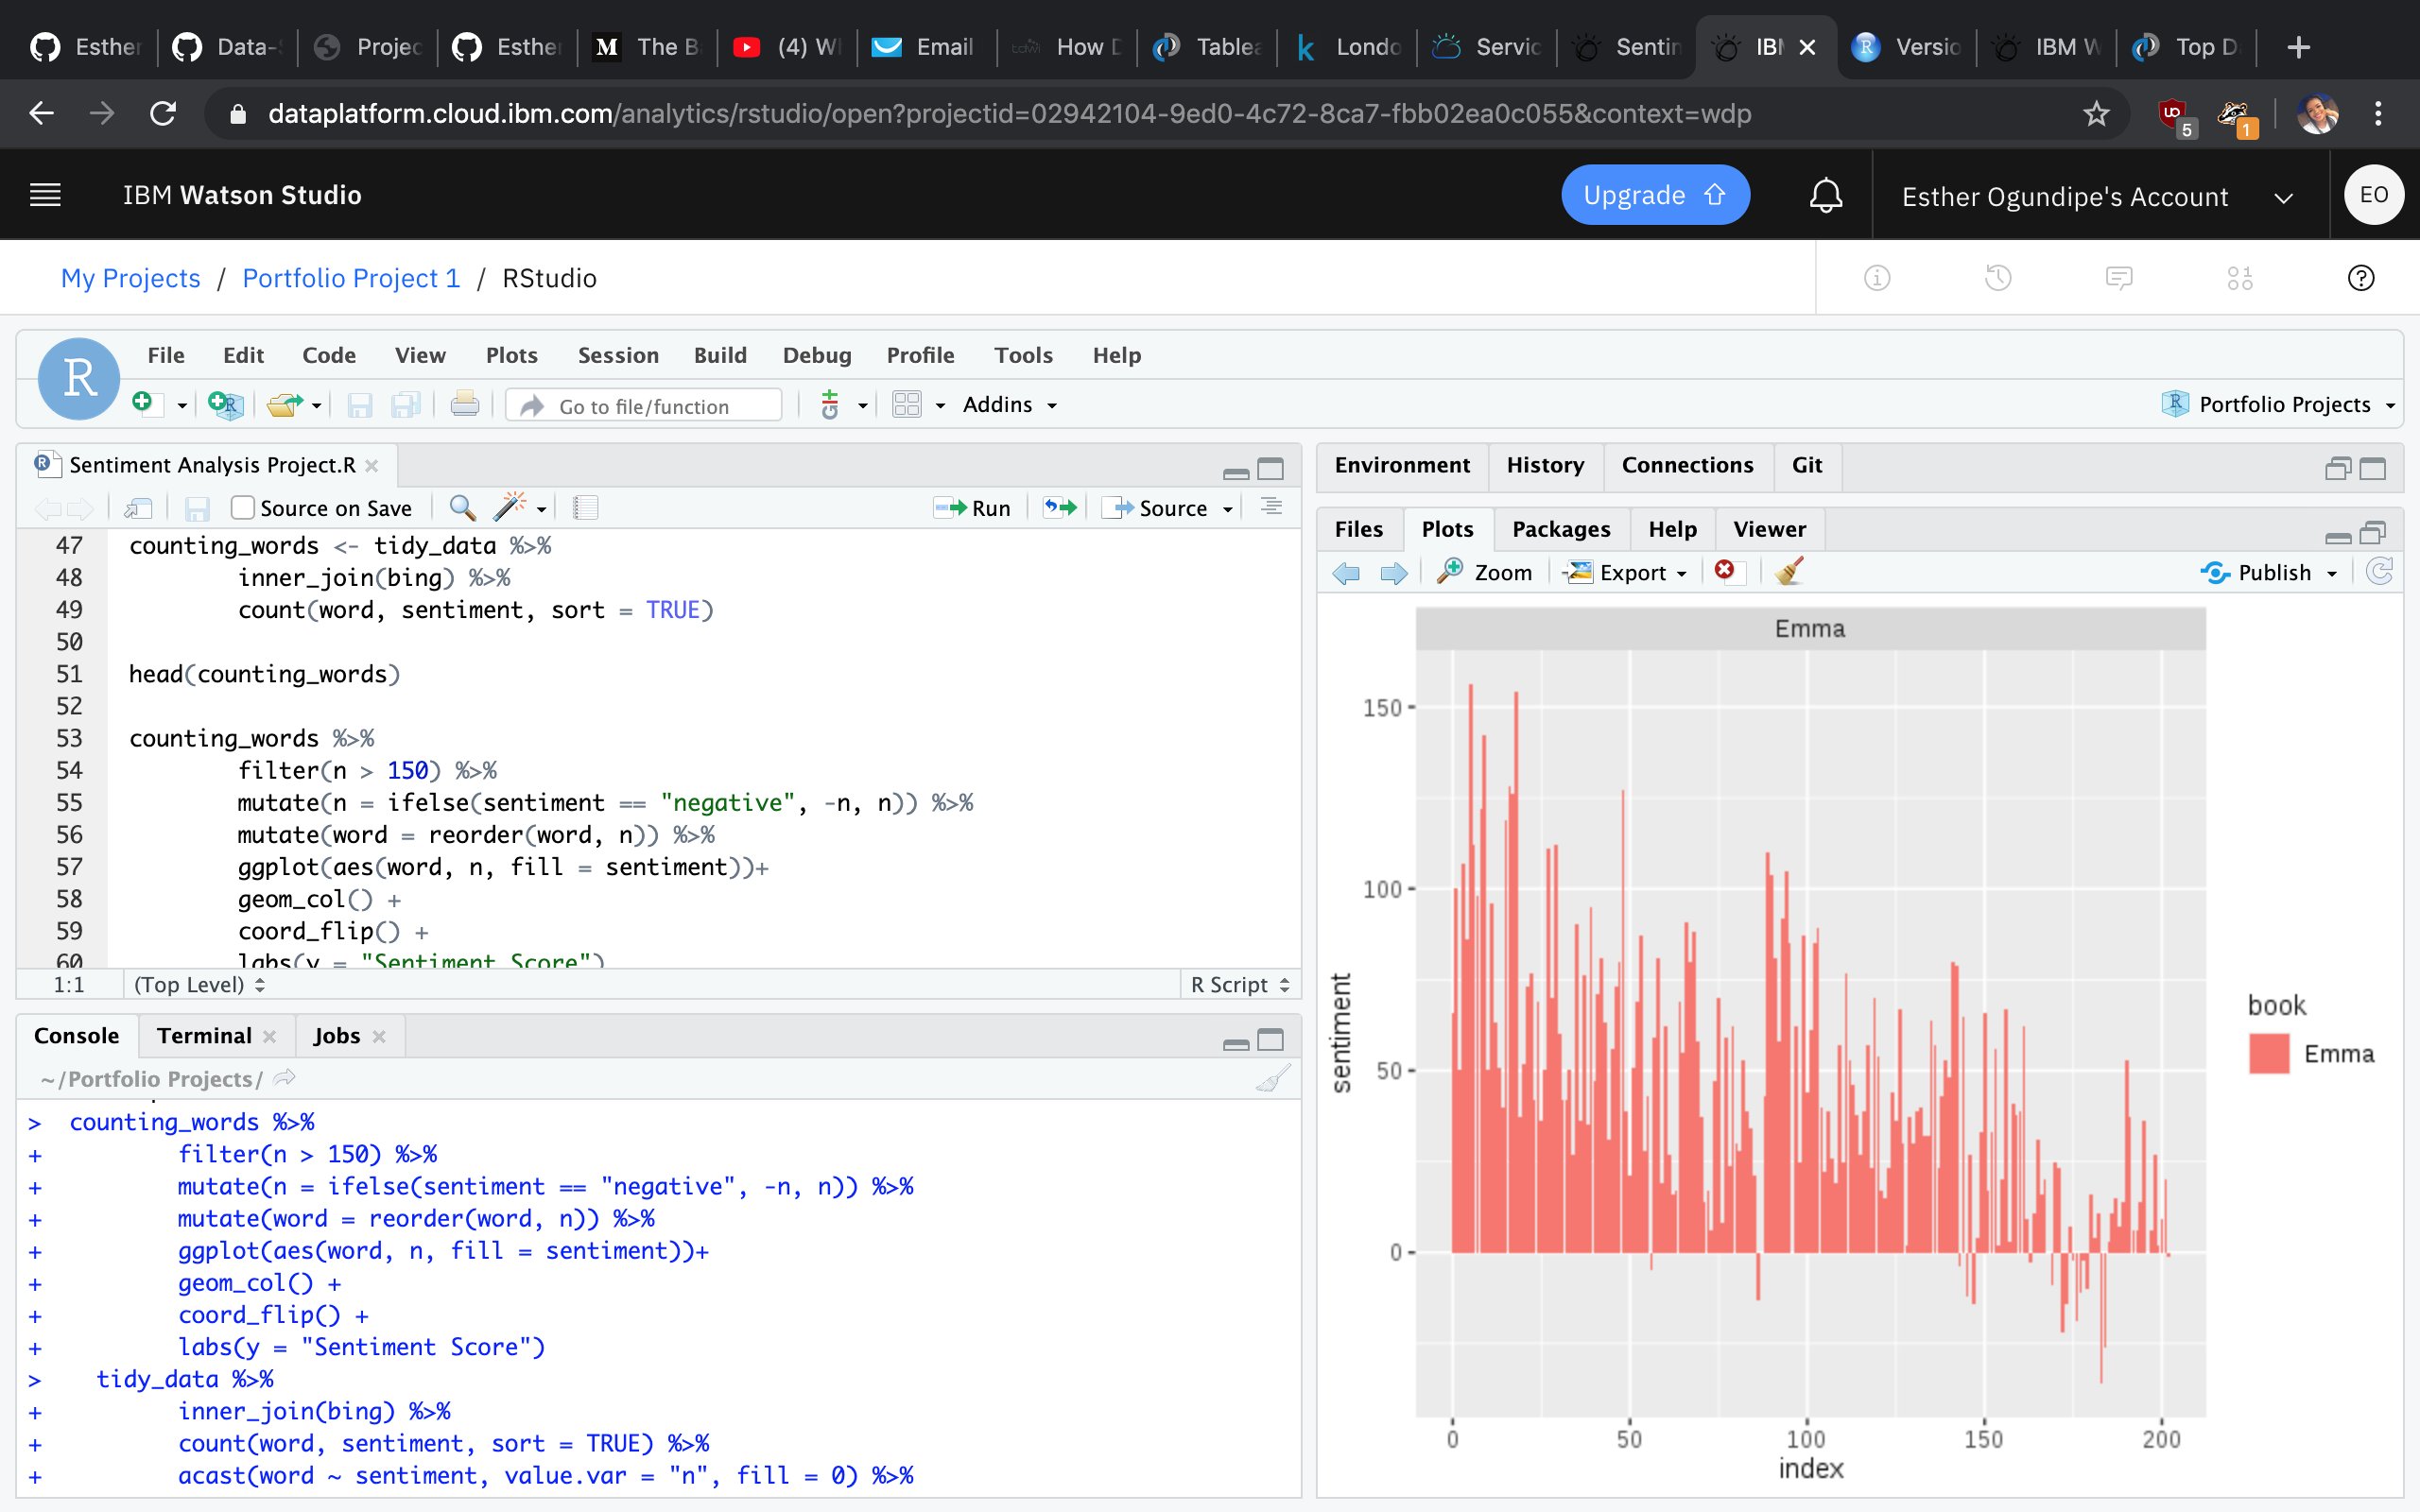 Esther
Data-
Projec
Esther
M The B
(4) W
Email
tdwi How D
Tablea
k Londo
Servic
Sentin
IBM
R Versio
IBM W
Top D
dataplatform.cloud.ibm.com/analytics/rstudio/open?projectid=02942104-9ed0-4c72-8ca7-fbb02ea0c055&context=wdp
5
1
IBM Watson Studio
Upgrade
Esther Ogundipe's Account
EO
My Projects / Portfolio Project 1 / RStudio
R
File Edit Code View Plots Session Build Debug Profile Tools Help
Go to file/function
Addins
Portfolio Projects
Sentiment Analysis Project.R
Source on Save
Run
Source
47 counting_words <- tidy_data %>%
48 inner_join(bing) %>%
49 count(word, sentiment, sort = TRUE)
50
51 head(counting_words)
52
53 counting_words %>%
54 filter(n > 150) %>%
55 mutate(n = ifelse(sentiment == "negative", -n, n)) %>%
56 mutate(word = reorder(word, n)) %>%
57 ggplot(aes(word, n, fill = sentiment))+
58 geom_col() +
59 coord_flip() +
60 labs(y = "Sentiment Score")
1:1 (Top Level)
R Script
Console Terminal Jobs
~/Portfolio Projects/
> counting_words %>%
+ filter(n > 150) %>%
+ mutate(n = ifelse(sentiment == "negative", -n, n)) %>%
+ mutate(word = reorder(word, n)) %>%
+ ggplot(aes(word, n, fill = sentiment))+
+ geom_col() +
+ coord_flip() +
+ labs(y = "Sentiment Score")
> tidy_data %>%
+ inner_join(bing) %>%
+ count(word, sentiment, sort = TRUE) %>%
+ acast(word ~ sentiment, value.var = "n", fill = 0) %>%
Environment History Connections Git
Files Plots Packages Help Viewer
Zoom Export Publish
Emma
150
100
50
0
sentiment
0 50 100 150 200
index
book
Emma